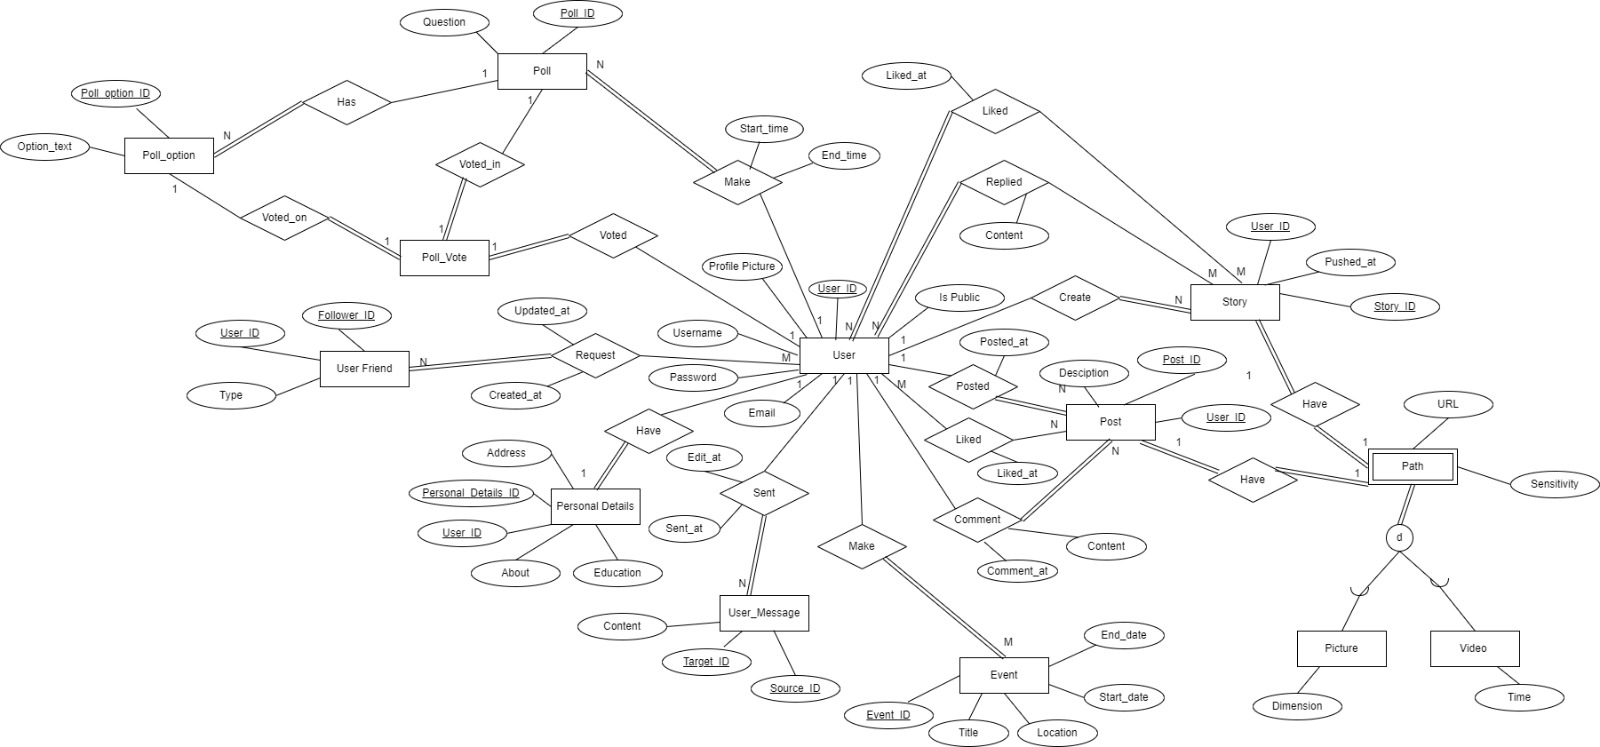 Question
Poll_ID
1
Poll
N
Liked_at
Poll_option_ID
Has
1
Liked
N
Start_time
Option_text
Poll_option
Voted_in
End_time
1
Make
Replied
Voted_on
1
1
1
Voted
Content
User_ID
Poll_Vote
Profile Picture
Pushed_at
M
M
User_ID
Is Public
Create
N
Story
Updated_at
Story_ID
Follower_ID
1
N
N
User_ID
Username
1
1
Posted_at
Request
M
User
1
Post_ID
N
User Friend
Desciption
Password
1
Type
Created_at
1
1
1
1
M
Posted
N
Have
URL
Email
N
Post
User_ID
Have
Liked
1
1
Address
Edit_at
N
Path
1
Liked_at
1
Have
Sensitivity
Personal_Details_ID
Sent
Personal Details
Comment
User_ID
Sent_at
d
Make
Content
About
Education
Comment_at
N
User_Message
Content
End_date
M
Picture
Video
Target_ID
Event
Source_ID
Start_date
Time
Dimension
Event_ID
Title
Location